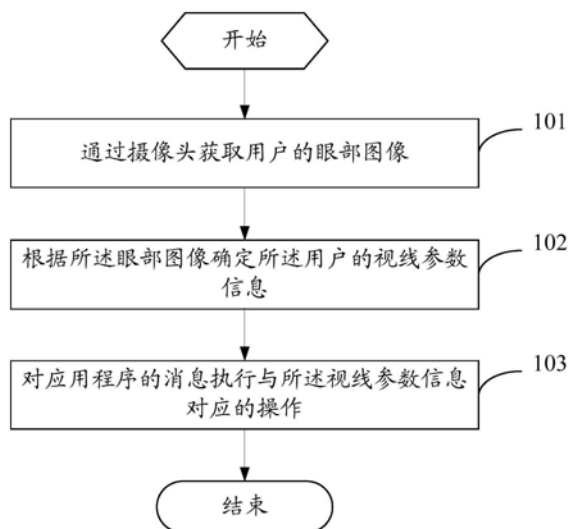 开始
101
通过摄像头获取用户的眼部图像
102
根据所述眼部图像确定所述用户的视线参数
信息
103
对应用程序的消息执行与所述视线参数信息
对应的操作
结束